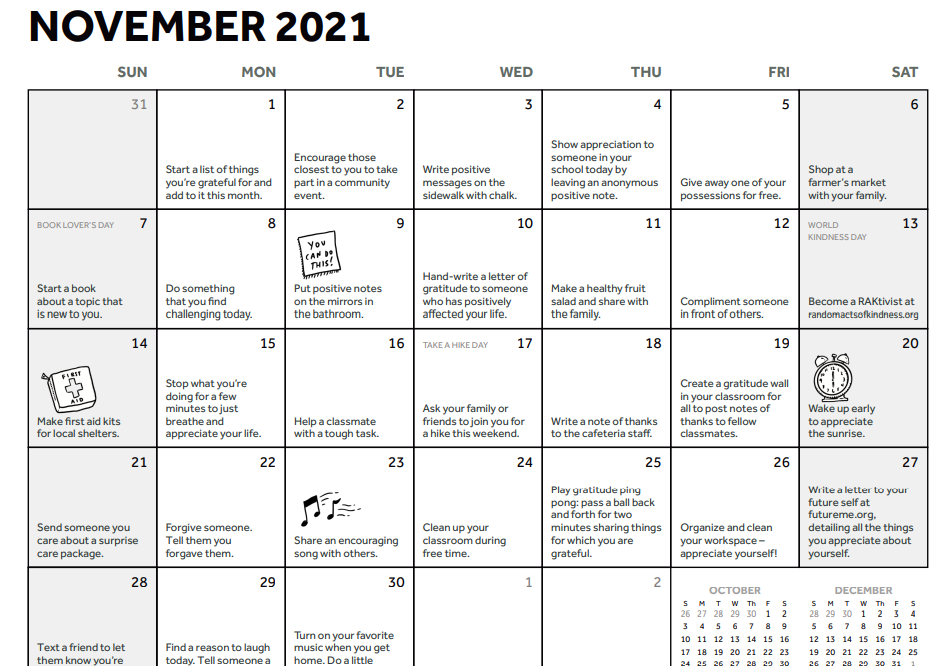 NOVEMBER 2021
SUN MON TUE WED THU FRI SAT
31
1
Start a list of things
you're grateful for and
add to it this month.
2
Encourage those
closest to you to take
part in a community
event.
3
Write positive
messages on the
sidewalk with chalk.
4
Show appreciation to
someone in your
school today by
leaving an anonymous
positive note.
5
Give away one of your
possessions for free.
6
Shop at a
farmer's market
with your family.
BOOK LOVER'S DAY 7
Start a book
about a topic that
is new to you.
8
Do something
that you find
challenging today.
9
YOU
CAN DO
THIS!
Put positive notes
on the mirrors in
the bathroom.
10
Hand-write a letter of
gratitude to someone
who has positively
affected your life.
11
Make a healthy fruit
salad and share with
the family.
12
Compliment someone
in front of others.
WORLD 13
KINDNESS DAY
Become a RAKtivist at
randomactsofkindness.org
14
FIRST
AID
Make first aid kits
for local shelters.
15
Stop what you're
doing for a few
minutes to just
breathe and
appreciate your life.
16
Help a classmate
with a tough task.
TAKE A HIKE DAY 17
Ask your family or
friends to join you for
a hike this weekend.
18
Write a note of thanks
to the cafeteria staff.
19
Create a gratitude wall
in your classroom for
all to post notes of
thanks to fellow
classmates.
20
Wake up early
to appreciate
the sunrise.
21
Send someone you
care about a surprise
care package.
22
Forgive someone.
Tell them you
forgave them.
23
Share an encouraging
song with others.
24
Clean up your
classroom during
free time.
25
Play gratitude ping
pong: pass a ball back
and forth for two
minutes sharing things
for which you are
grateful.
26
Organize and clean
your workspace –
appreciate yourself!
27
Write a letter to your
future self at
futureme.org,
detailing all the things
you appreciate about
yourself.
28
Text a friend to let
them know you're
29
Find a reason to laugh
today. Tell someone a
30
Turn on your favorite
music when you get
home. Do a little
1
2
OCTOBER
S M T W Th F S
26 27 28 29 30 1 2
3 4 5 6 7 8 9
10 11 12 13 14 15 16
17 18 19 20 21 22 23
24 25 26 27 28 29 30
DECEMBER
S M T W Th F S
28 29 30 1 2 3 4
5 6 7 8 9 10 11
12 13 14 15 16 17 18
19 20 21 22 23 24 25
26 27 28 29 30 31 1